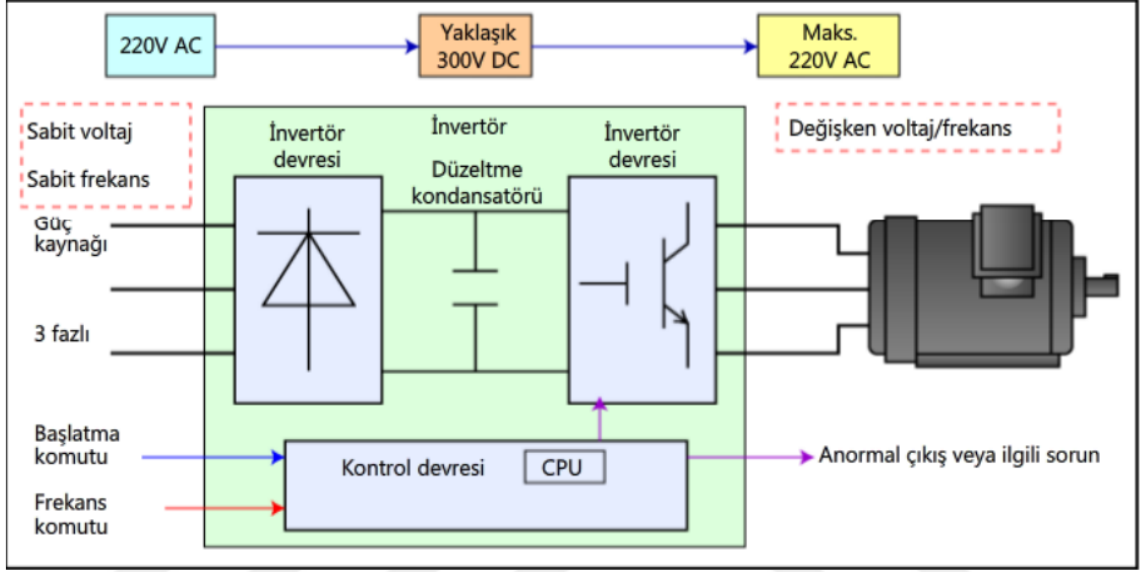 220V AC
Yaklaşık
300V DC
Maks.
220V AC
Sabit voltaj
Sabit frekans
Güç
kaynağı
3 fazlı
İnvertör
devresi
İnvertör
Düzeltme
kondansatörü
İnvertör
devresi
Değişken voltaj/frekans
Başlatma
komutu
Frekans
komutu
Kontrol devresi
CPU
Anormal çıkış veya ilgili sorun